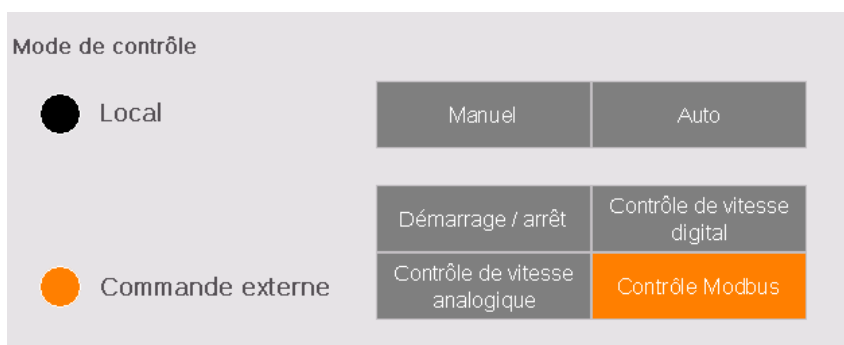 Mode de contrôle
Local
Manuel
Auto
Démarrage / arrêt
Contrôle de vitesse
digital
Commande externe
Contrôle de vitesse
analogique
Contrôle Modbus